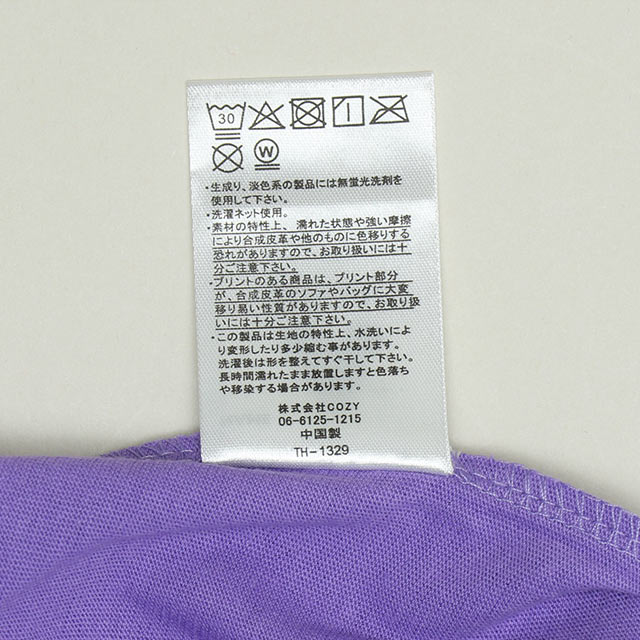 30
W
・生成り、淡色系の製品には無蛍光洗剤を
使用して下さい。
・洗濯ネット使用。
・素材の特性上、濡れた状態や強い摩擦
により合成皮革や他のものに色移りする
恐れがありますので、お取り扱いには十
分ご注意下さい。
・プリントのある商品は、プリント部分
が、合成皮革のソファやバッグに大変
移り易い性質がありますので、お取り扱
いには十分ご注意下さい。
・この製品は生地の特性上、水洗いによ
り変形したり多少縮む事があります。
洗濯後は形を整えてすぐ干して下さい。
長時間濡れたまま放置しますと色落ち
や移染する場合があります。
株式会社COZY
06-6125-1215
中国製
TH-1329